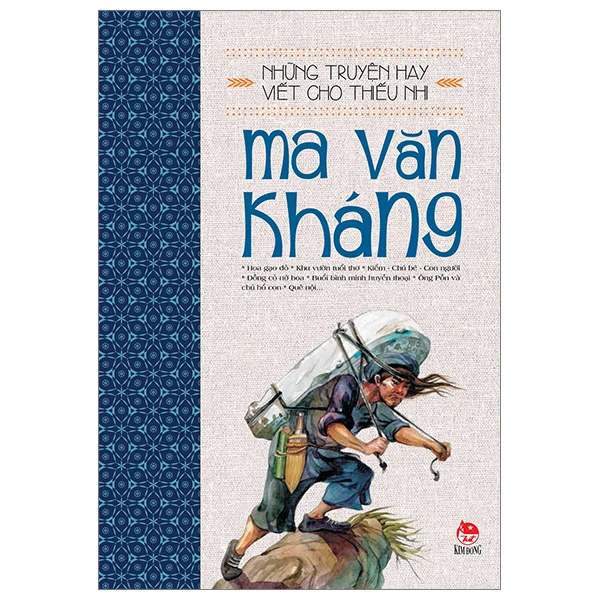 NHỮNG TRUYỆN HAY
VIẾT CHO THIẾU NHI
ma văn
kháng
* Hoa gạo đỏ * Khu vườn tuổi thơ * Kiểm - Chú bé - Con người
* Đồng cỏ nở hoa * Buổi bình minh huyền thoại * Ông Pồn và
chú hổ con * Quê nội...
KIM ĐỒNG